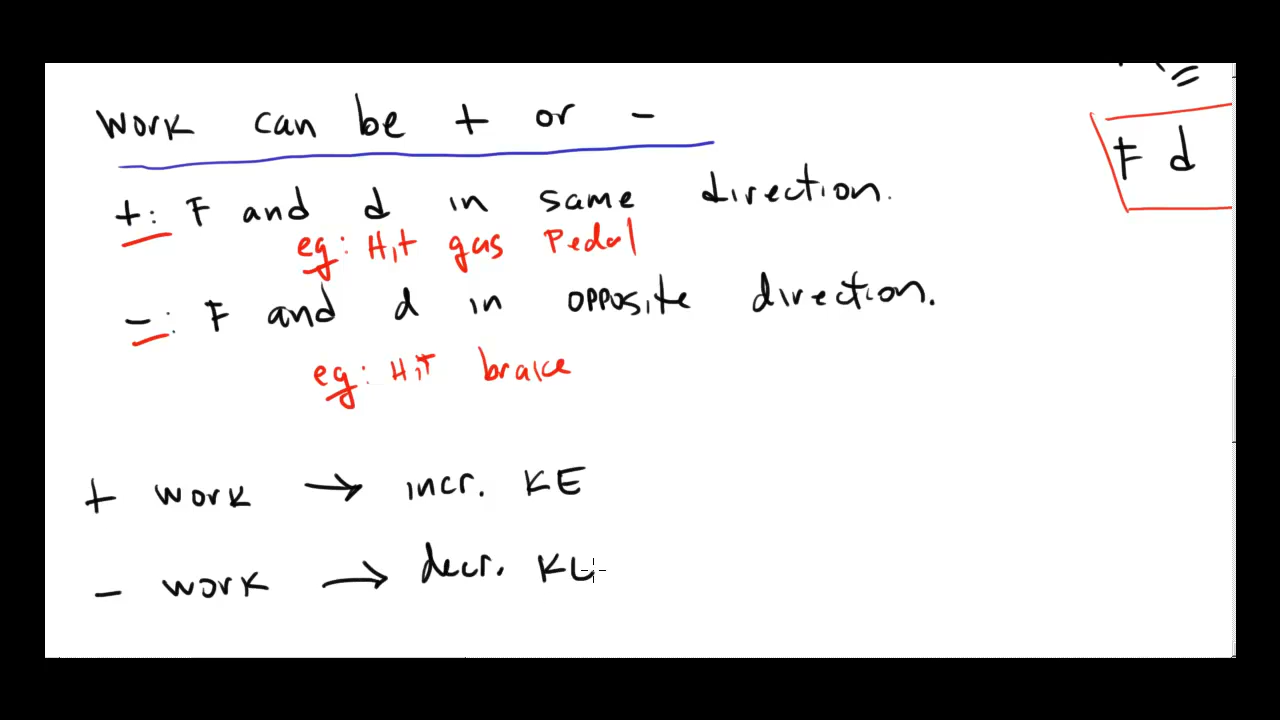 Work can be + or -
F d
+: F and d in same direction.
eg: Hit gas Pedal
-: F and d in opposite direction.
eg: Hit brake
+ work → incr. KE
- work → decr. K